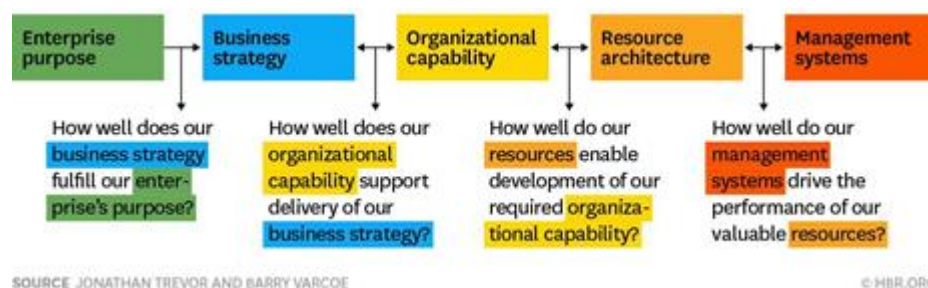 Enterprise
purpose
Business
strategy
Organizational
capability
Resource
architecture
Management
systems
How well does our
business strategy
fulfill our enter-
prise's purpose?
How well does our
organizational
capability support
delivery of our
business strategy?
How well do our
resources enable
development of our
required organiza-
tional capability?
How well do our
management
systems drive the
performance of our
valuable resources?
SOURCE JONATHAN TREVOR AND BARRY VARCOE
© HBR.ORG